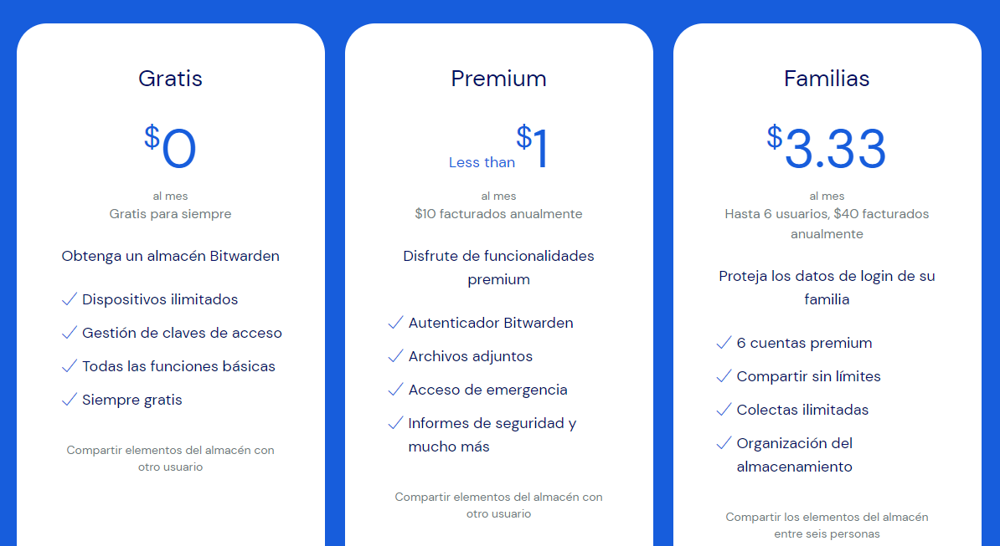 Gratis
$0
al mes
Gratis para siempre
Obtenga un almacén Bitwarden
Dispositivos ilimitados
Gestión de claves de acceso
Todas las funciones básicas
Siempre gratis
Compartir elementos del almacén con
otro usuario
Premium
Less than $1
al mes
$10 facturados anualmente
Disfrute de funcionalidades
premium
Autenticador Bitwarden
Archivos adjuntos
Acceso de emergencia
Informes de seguridad y
mucho más
Compartir elementos del almacén con
otro usuario
Familias
$3.33
al mes
Hasta 6 usuarios, $40 facturados
anualmente
Proteja los datos de login de su
familia
6 cuentas premium
Compartir sin límites
Colectas ilimitadas
Organización del
almacenamiento
Compartir los elementos del almacén
entre seis personas